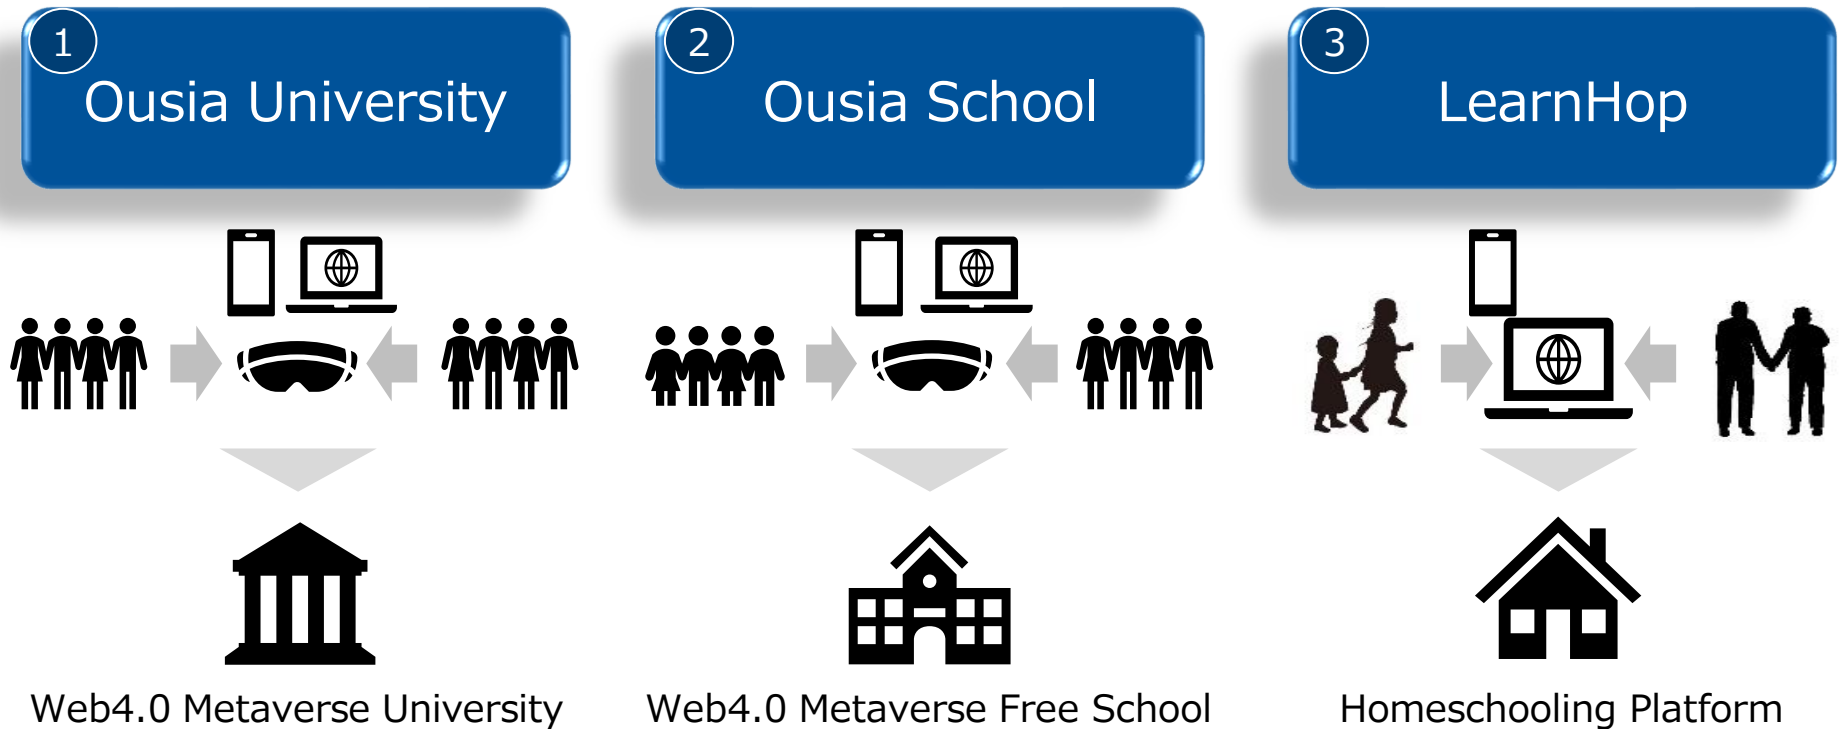 1
Ousia University
2
Ousia School
3
LearnHop
Web4.0 Metaverse University
Web4.0 Metaverse Free School
Homeschooling Platform